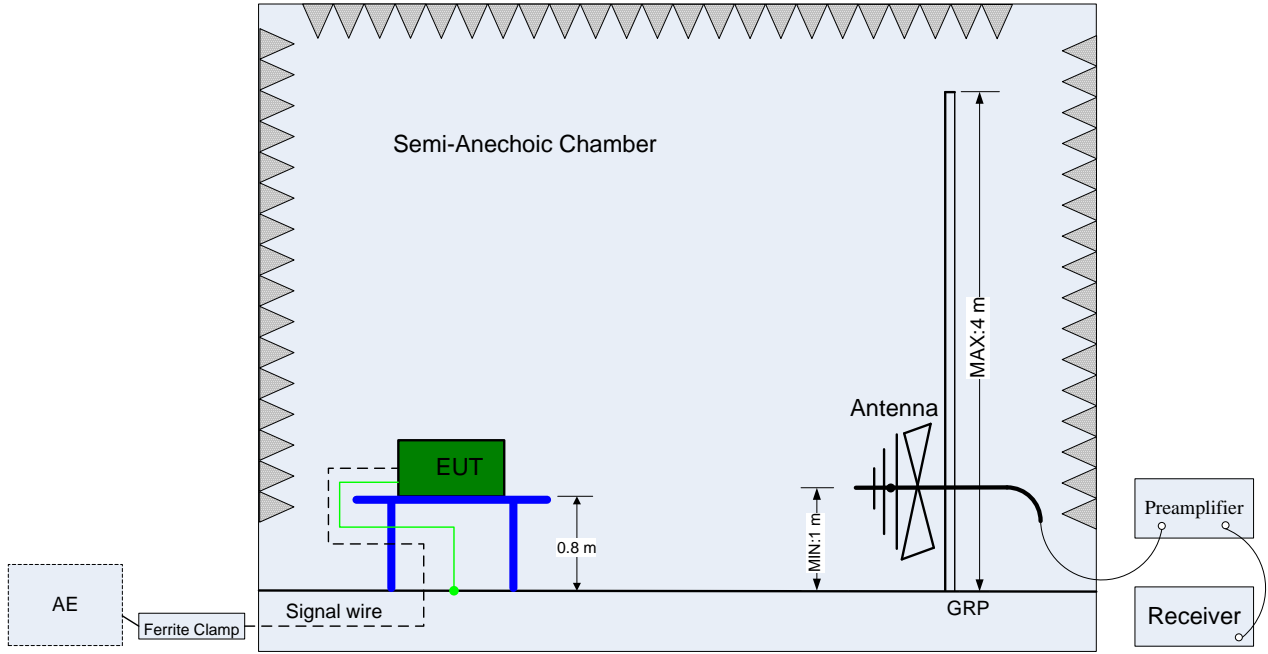 Semi-Anechoic Chamber
MAX:4 m
Antenna
EUT
MIN:1 m
0.8 m
Preamplifier
AE
Ferrite Clamp
Signal wire
GRP
Receiver